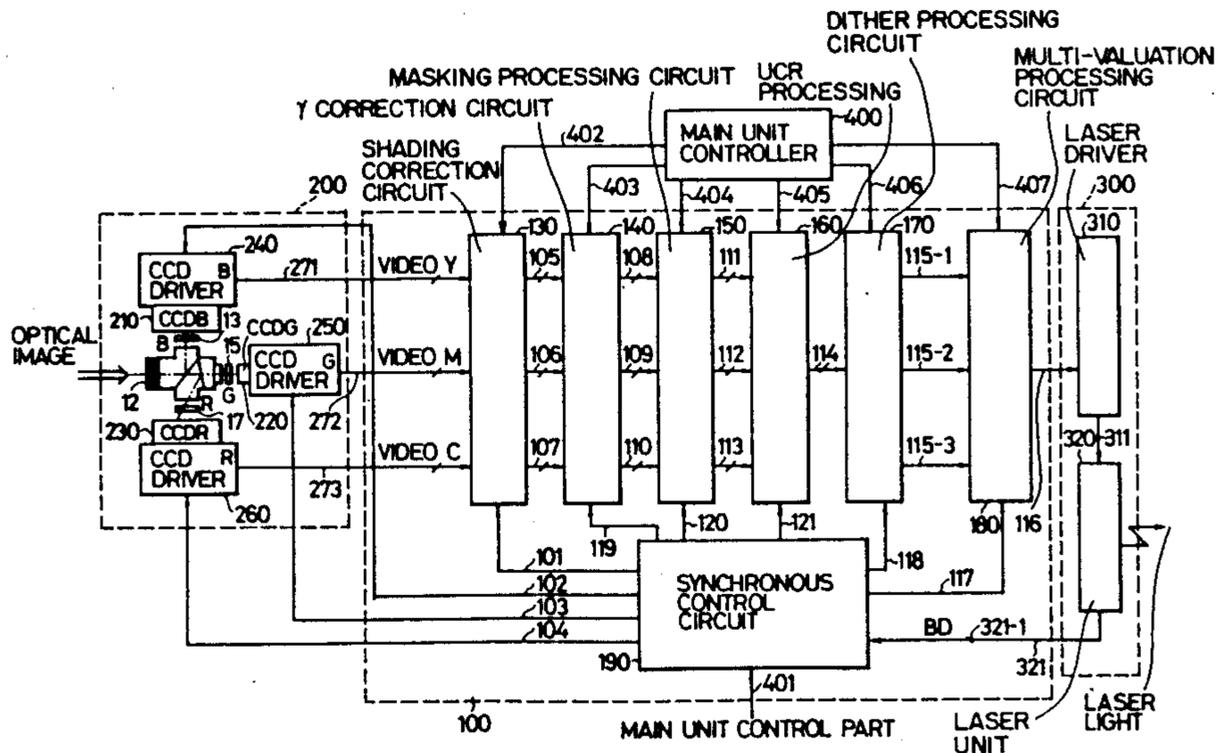 DITHER PROCESSING
CIRCUIT
MULTI-VALUATION
PROCESSING
CIRCUIT
MASKING PROCESSING CIRCUIT
UCR
PROCESSING
γ CORRECTION CIRCUIT
400
MAIN UNIT
CONTROLLER
LASER
DRIVER
SHADING
CORRECTION
CIRCUIT
402
403
404
405
406
407
200
300
130
140
150
160
170
310
240
CCD B
DRIVER
271
VIDEO Y
105
108
111
115-1
210
CCDB
13
B
15
CCDG
250
OPTICAL
IMAGE
CCD G
DRIVER
VIDEO M
106
109
112
114
115-2
12
R
G
17
220
272
230
CCDR
CCD R
DRIVER
273
VIDEO C
107
110
113
115-3
320
311
260
119
120
121
180
116
101
102
103
104
118
117
SYNCHRONOUS
CONTROL
CIRCUIT
BD
321-1
321
190
401
100
MAIN UNIT CONTROL PART
LASER
UNIT
LASER
LIGHT